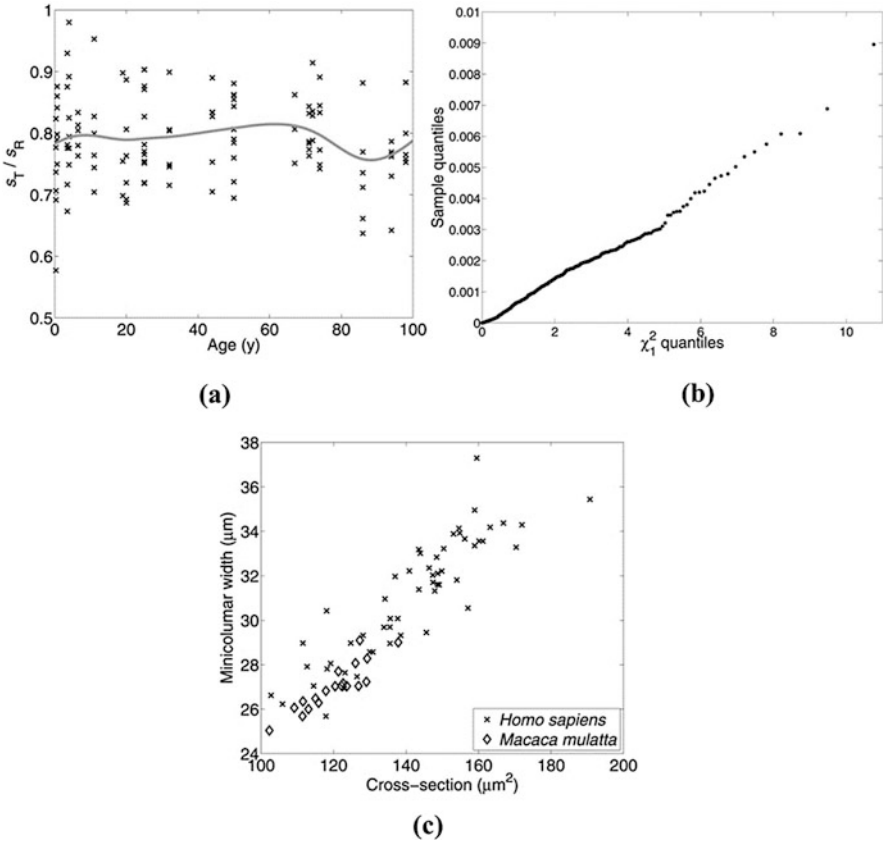 1
0.9
0.8
0.7
0.6
0.5
0 20 40 60 80 100
s_T / s_R
Age (y)
(a)
0.01
0.009
0.008
0.007
0.006
0.005
0.004
0.003
0.002
0.001
0
0 2 4 6 8 10
Sample quantiles
χ₁² quantiles
(b)
38
36
34
32
30
28
26
24
100 120 140 160 180 200
Minicolumar width (μm)
Cross-section (μm²)
Homo sapiens
Macaca mulatta
(c)